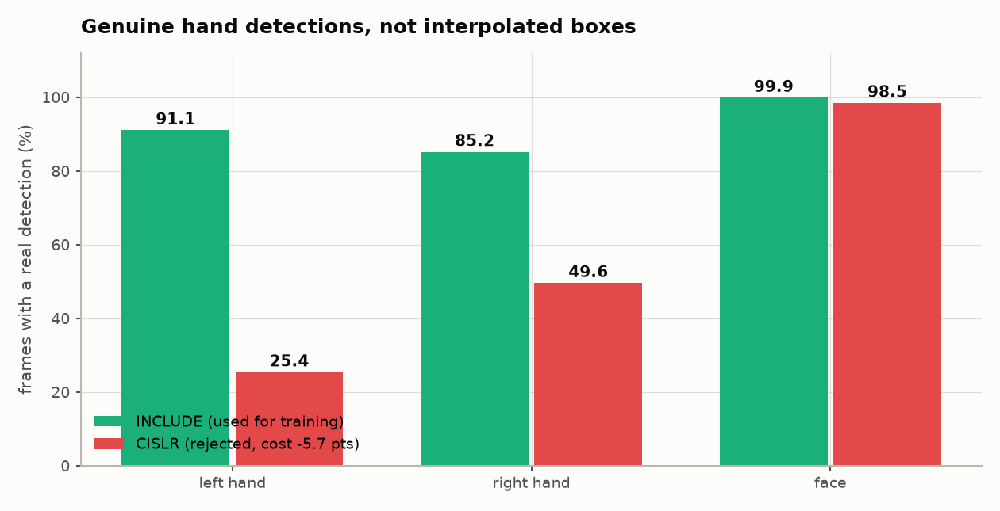 Genuine hand detections, not interpolated boxes
frames with a real detection (%)
100
80
60
40
20
0
91.1
25.4
85.2
49.6
99.9
98.5
INCLUDE (used for training)
CISLR (rejected, cost -5.7 pts)
left hand
right hand
face